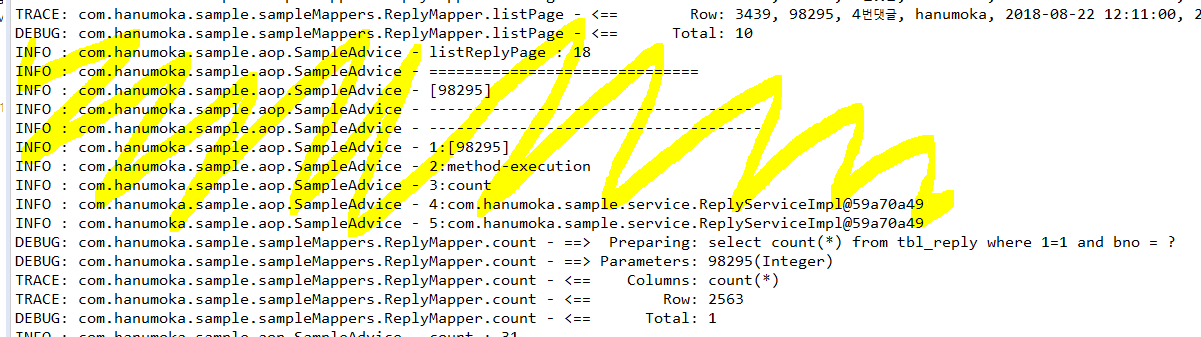 TRACE: com.hanumoka.sample.sampleMappers.ReplyMapper.listPage - <==        Row: 3439, 98295, 4번댓글, hanumoka, 2018-08-22 12:11:00, 2
DEBUG: com.hanumoka.sample.sampleMappers.ReplyMapper.listPage - <==      Total: 10
INFO : com.hanumoka.sample.aop.SampleAdvice - listReplyPage : 18
INFO : com.hanumoka.sample.aop.SampleAdvice - ==============================
INFO : com.hanumoka.sample.aop.SampleAdvice - [98295]
INFO : com.hanumoka.sample.aop.SampleAdvice - -------------------------------------
INFO : com.hanumoka.sample.aop.SampleAdvice - -------------------------------------
INFO : com.hanumoka.sample.aop.SampleAdvice - 1:[98295]
INFO : com.hanumoka.sample.aop.SampleAdvice - 2:method-execution
INFO : com.hanumoka.sample.aop.SampleAdvice - 3:count
INFO : com.hanumoka.sample.aop.SampleAdvice - 4:com.hanumoka.sample.service.ReplyServiceImpl@59a70a49
INFO : com.hanumoka.sample.aop.SampleAdvice - 5:com.hanumoka.sample.service.ReplyServiceImpl@59a70a49
DEBUG: com.hanumoka.sample.sampleMappers.ReplyMapper.count - ==>  Preparing: select count(*) from tbl_reply where 1=1 and bno = ?
DEBUG: com.hanumoka.sample.sampleMappers.ReplyMapper.count - ==> Parameters: 98295(Integer)
TRACE: com.hanumoka.sample.sampleMappers.ReplyMapper.count - <==    Columns: count(*)
TRACE: com.hanumoka.sample.sampleMappers.ReplyMapper.count - <==        Row: 2563
DEBUG: com.hanumoka.sample.sampleMappers.ReplyMapper.count - <==      Total: 1
INFO : com.hanumoka.sample.aop.SampleAdvice - count : 31